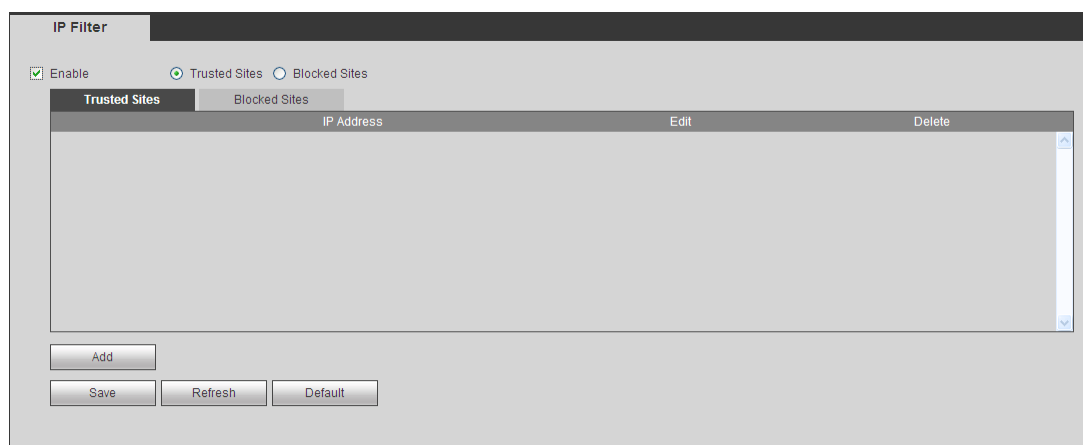 IP Filter
Enable Trusted Sites Blocked Sites
Trusted Sites Blocked Sites
IP Address Edit Delete
Add
Save Refresh Default